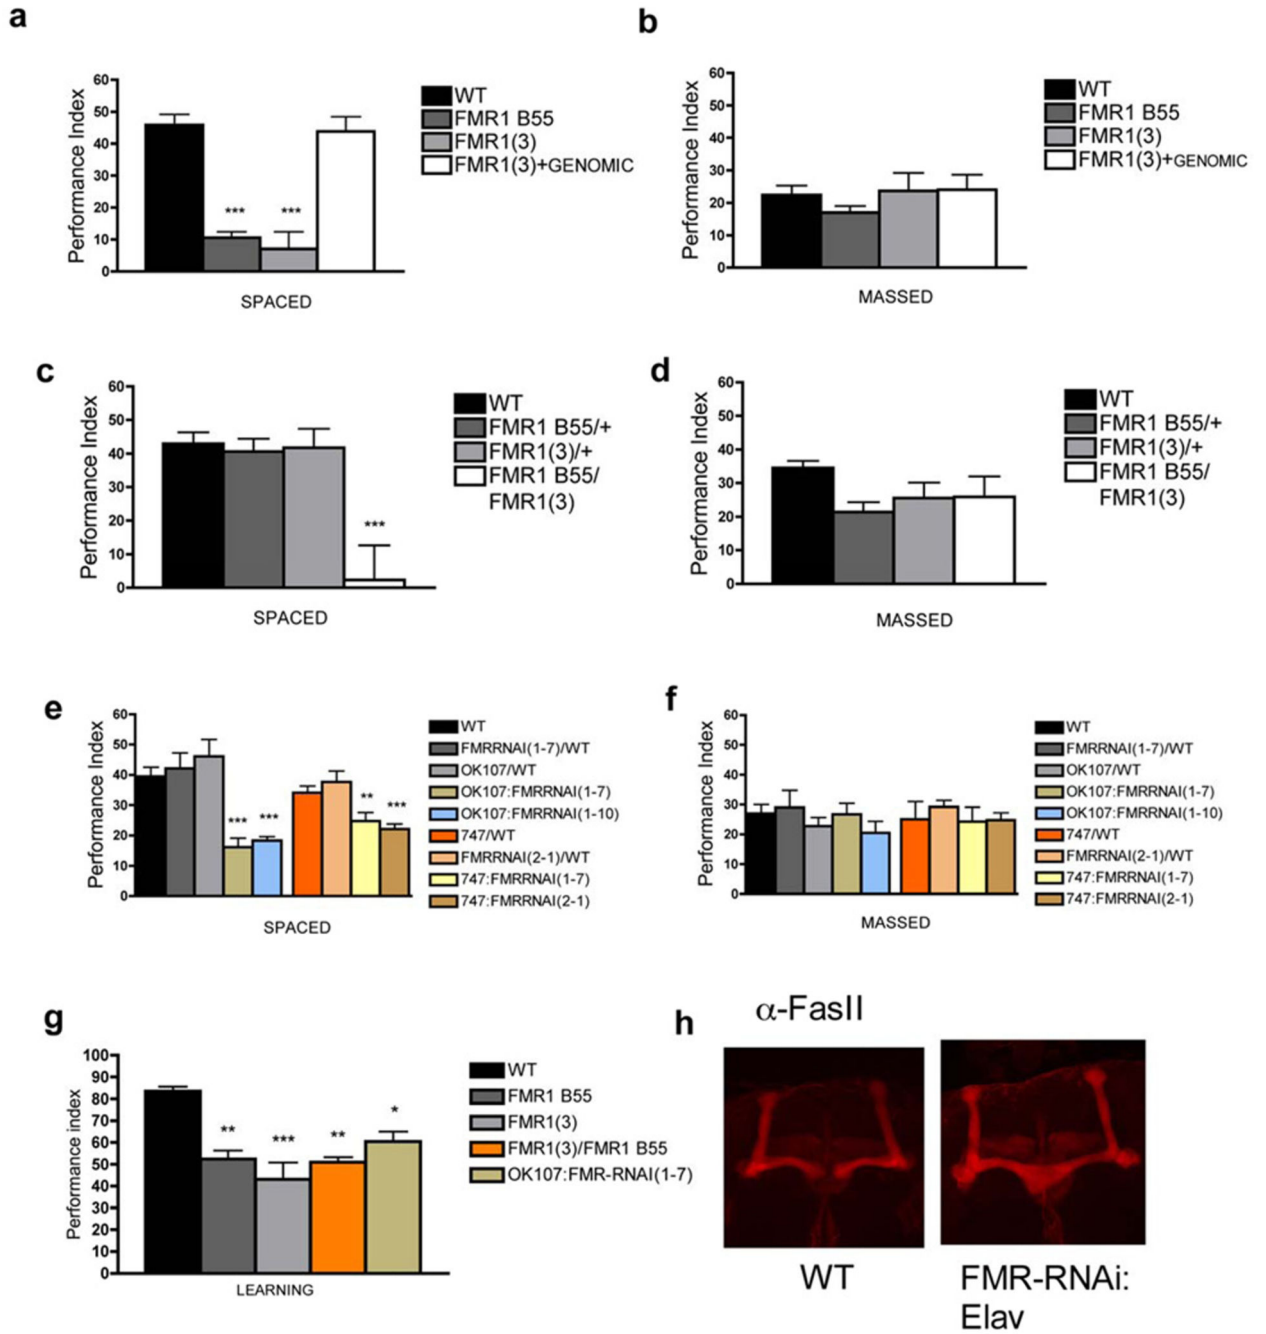 a
Performance Index
60
50
40
30
20
10
0
***
***
SPACED
WT
FMR1 B55
FMR1(3)
FMR1(3)+GENOMIC
b
Performance Index
60
50
40
30
20
10
0
MASSED
WT
FMR1 B55
FMR1(3)
FMR1(3)+GENOMIC
c
Performance Index
60
50
40
30
20
10
0
***
SPACED
WT
FMR1 B55/+
FMR1(3)/+
FMR1 B55/
FMR1(3)
d
Performance Index
60
50
40
30
20
10
0
MASSED
WT
FMR1 B55/+
FMR1(3)/+
FMR1 B55/
FMR1(3)
e
Performance Index
60
50
40
30
20
10
0
***
***
**
***
SPACED
WT
FMRRNAI(1-7)/WT
OK107/WT
OK107:FMRRNAI(1-7)
OK107:FMRRNAI(1-10)
747/WT
FMRRNAI(2-1)/WT
747:FMRRNAI(1-7)
747:FMRRNAI(2-1)
f
Performance Index
60
50
40
30
20
10
0
MASSED
WT
FMRRNAI(1-7)/WT
OK107/WT
OK107:FMRRNAI(1-7)
OK107:FMRRNAI(1-10)
747/WT
FMRRNAI(2-1)/WT
747:FMRRNAI(1-7)
747:FMRRNAI(2-1)
g
Performance index
100
90
80
70
60
50
40
30
20
10
0
**
***
**
*
LEARNING
WT
FMR1 B55
FMR1(3)
FMR1(3)/FMR1 B55
OK107:FMR-RNAI(1-7)
h
α-FasII
WT
FMR-RNAi:
Elav